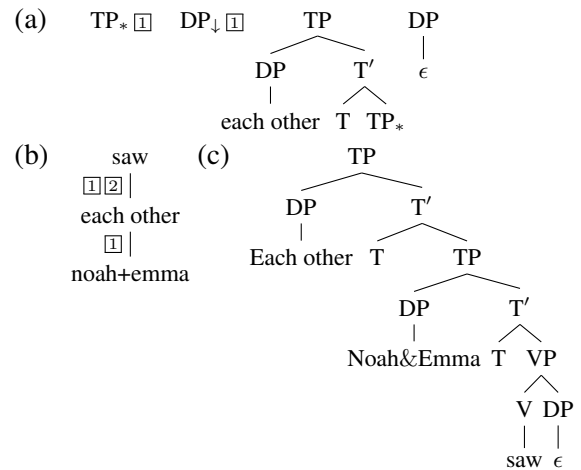 (a) TP* 1 DP↓ 1 TP DP
DP T′ ϵ
each other T TP*
(b) (c)
saw TP
1 2
each other DP T′
1
noah+emma Each other T TP
DP T′
Noah&Emma T VP
V DP
saw ϵ